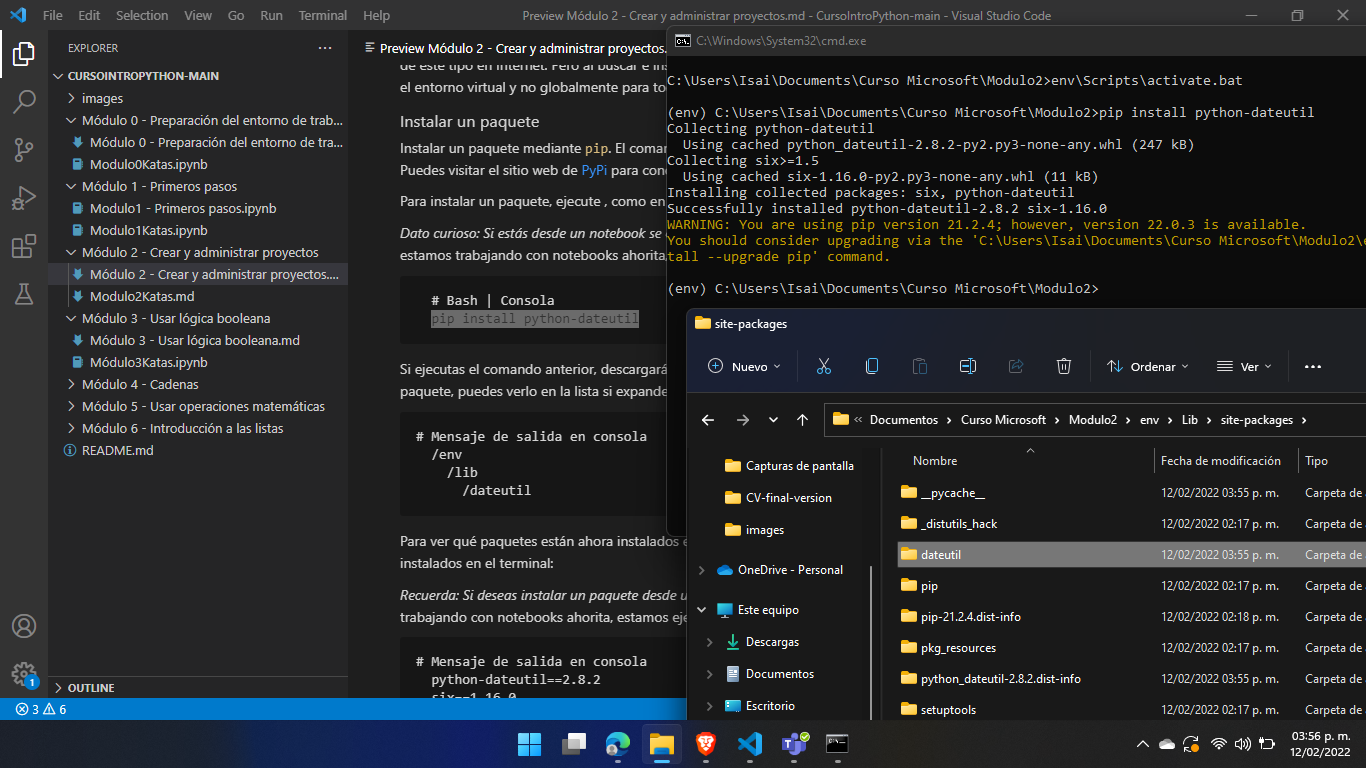 File Edit Selection View Go Run Terminal Help
Preview Módulo 2 - Crear y administrar proyectos.md - CursoIntroPython-main - Visual Studio Code
EXPLORER
CURSOINTROPYTHON-MAIN
images
Módulo 0 - Preparación del entorno de trab...
Módulo 0 - Preparación del entorno de tra...
Modulo0Katas.ipynb
Módulo 1 - Primeros pasos
Modulo1 - Primeros pasos.ipynb
Modulo1Katas.ipynb
Módulo 2 - Crear y administrar proyectos
Módulo 2 - Crear y administrar proyectos....
Modulo2Katas.md
Módulo 3 - Usar lógica booleana
Módulo 3 - Usar lógica booleana.md
Módulo3Katas.ipynb
Módulo 4 - Cadenas
Módulo 5 - Usar operaciones matemáticas
Módulo 6 - Introducción a las listas
README.md
OUTLINE
3 6
1
Preview Módulo 2 - Crear y administrar proyectos.
de este tipo en internet. Pero al buscar e ins
el entorno virtual y no globalmente para to
Instalar un paquete
Instalar un paquete mediante pip. El coman
Puedes visitar el sitio web de PyPi para con
Para instalar un paquete, ejecute , como en
Dato curioso: Si estás desde un notebook se
estamos trabajando con notebooks ahorita,
# Bash | Consola
pip install python-dateutil
Si ejecutas el comando anterior, descargará
paquete, puedes verlo en la lista si expande
# Mensaje de salida en consola
/env
/lib
/dateutil
Para ver qué paquetes están ahora instalados e
instalados en el terminal:
Recuerda: Si deseas instalar un paquete desde u
trabajando con notebooks ahorita, estamos eje
# Mensaje de salida en consola
python-dateutil==2.8.2
six==1.16.0
C:\Windows\System32\cmd.exe
C:\Users\Isai\Documents\Curso Microsoft\Modulo2>env\Scripts\activate.bat
(env) C:\Users\Isai\Documents\Curso Microsoft\Modulo2>pip install python-dateutil
Collecting python-dateutil
Using cached python_dateutil-2.8.2-py2.py3-none-any.whl (247 kB)
Collecting six>=1.5
Using cached six-1.16.0-py2.py3-none-any.whl (11 kB)
Installing collected packages: six, python-dateutil
Successfully installed python-dateutil-2.8.2 six-1.16.0
WARNING: You are using pip version 21.2.4; however, version 22.0.3 is available.
You should consider upgrading via the 'C:\Users\Isai\Documents\Curso Microsoft\Modulo2\e
tall --upgrade pip' command.
(env) C:\Users\Isai\Documents\Curso Microsoft\Modulo2>
site-packages
Nuevo Ordenar Ver
Documentos Curso Microsoft Modulo2 env Lib site-packages
Capturas de pantalla
CV-final-version
images
OneDrive - Personal
Este equipo
Descargas
Documentos
Escritorio
Nombre Fecha de modificación Tipo
__pycache__ 12/02/2022 03:55 p. m. Carpeta de a
_distutils_hack 12/02/2022 02:17 p. m. Carpeta de a
dateutil 12/02/2022 03:55 p. m. Carpeta de a
pip 12/02/2022 02:17 p. m. Carpeta de a
pip-21.2.4.dist-info 12/02/2022 02:18 p. m. Carpeta de a
pkg_resources 12/02/2022 02:17 p. m. Carpeta de a
python_dateutil-2.8.2.dist-info 12/02/2022 03:55 p. m. Carpeta de a
setuptools 12/02/2022 02:17 p. m. Carpeta de a
03:56 p. m.
12/02/2022